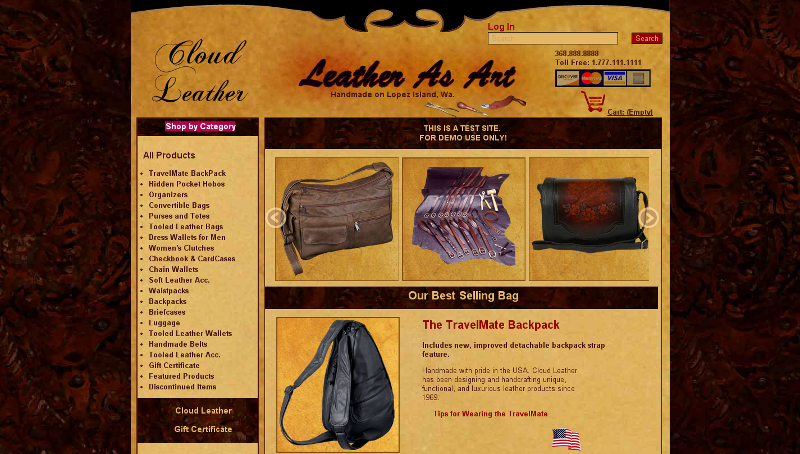 Log In
Search
368.888.8888
Toll Free: 1.777.111.1111
Cloud
Leather
Leather As Art
Handmade on Lopez Island, Wa.
DISCOVER MasterCard VISA
Cart: (Empty)
Shop by Category
THIS IS A TEST SITE.
FOR DEMO USE ONLY!
All Products
TravelMate BackPack
Hidden Pocket Hobos
Organizers
Convertible Bags
Purses and Totes
Tooled Leather Bags
Dress Wallets for Men
Women's Clutches
Checkbook & CardCases
Chain Wallets
Soft Leather Acc.
Waistpacks
Backpacks
Briefcases
Luggage
Tooled Leather Wallets
Handmade Belts
Tooled Leather Acc.
Gift Certificate
Featured Products
Discontinued Items
Cloud Leather
Gift Certificate
Our Best Selling Bag
The TravelMate Backpack
Includes new, improved detachable backpack strap
feature.
Handmade with pride in the USA. Cloud Leather
has been designing and handcrafting unique,
functional, and luxurious leather products since
1969.
Tips for Wearing the TravelMate